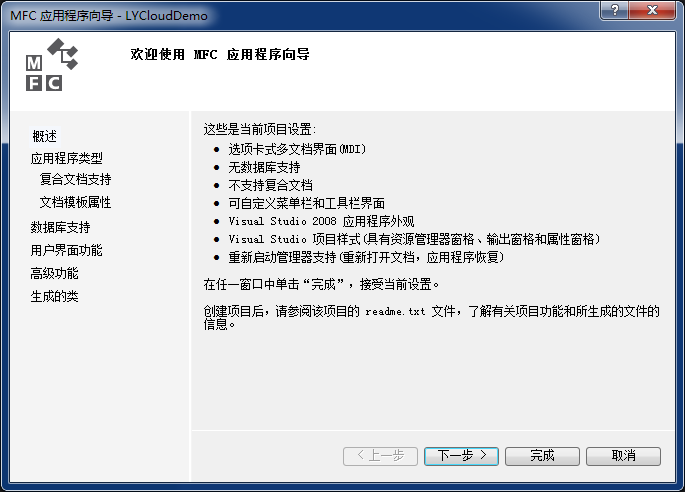 MFC 应用程序向导 - LYCloudDemo
欢迎使用 MFC 应用程序向导
M
FC
概述
应用程序类型
复合文档支持
文档模板属性
数据库支持
用户界面功能
高级功能
生成的类
这些是当前项目设置:
• 选项卡式多文档界面(MDI)
• 无数据库支持
• 不支持复合文档
• 可自定义菜单栏和工具栏界面
• Visual Studio 2008 应用程序外观
• Visual Studio 项目样式(具有资源管理器窗格、输出窗格和属性窗格)
• 重新启动管理器支持(重新打开文档，应用程序恢复)
在任一窗口中单击“完成”，接受当前设置。
创建项目后，请参阅该项目的 readme.txt 文件，了解有关项目功能和所生成的文件的
信息。
< 上一步 下一步 > 完成 取消